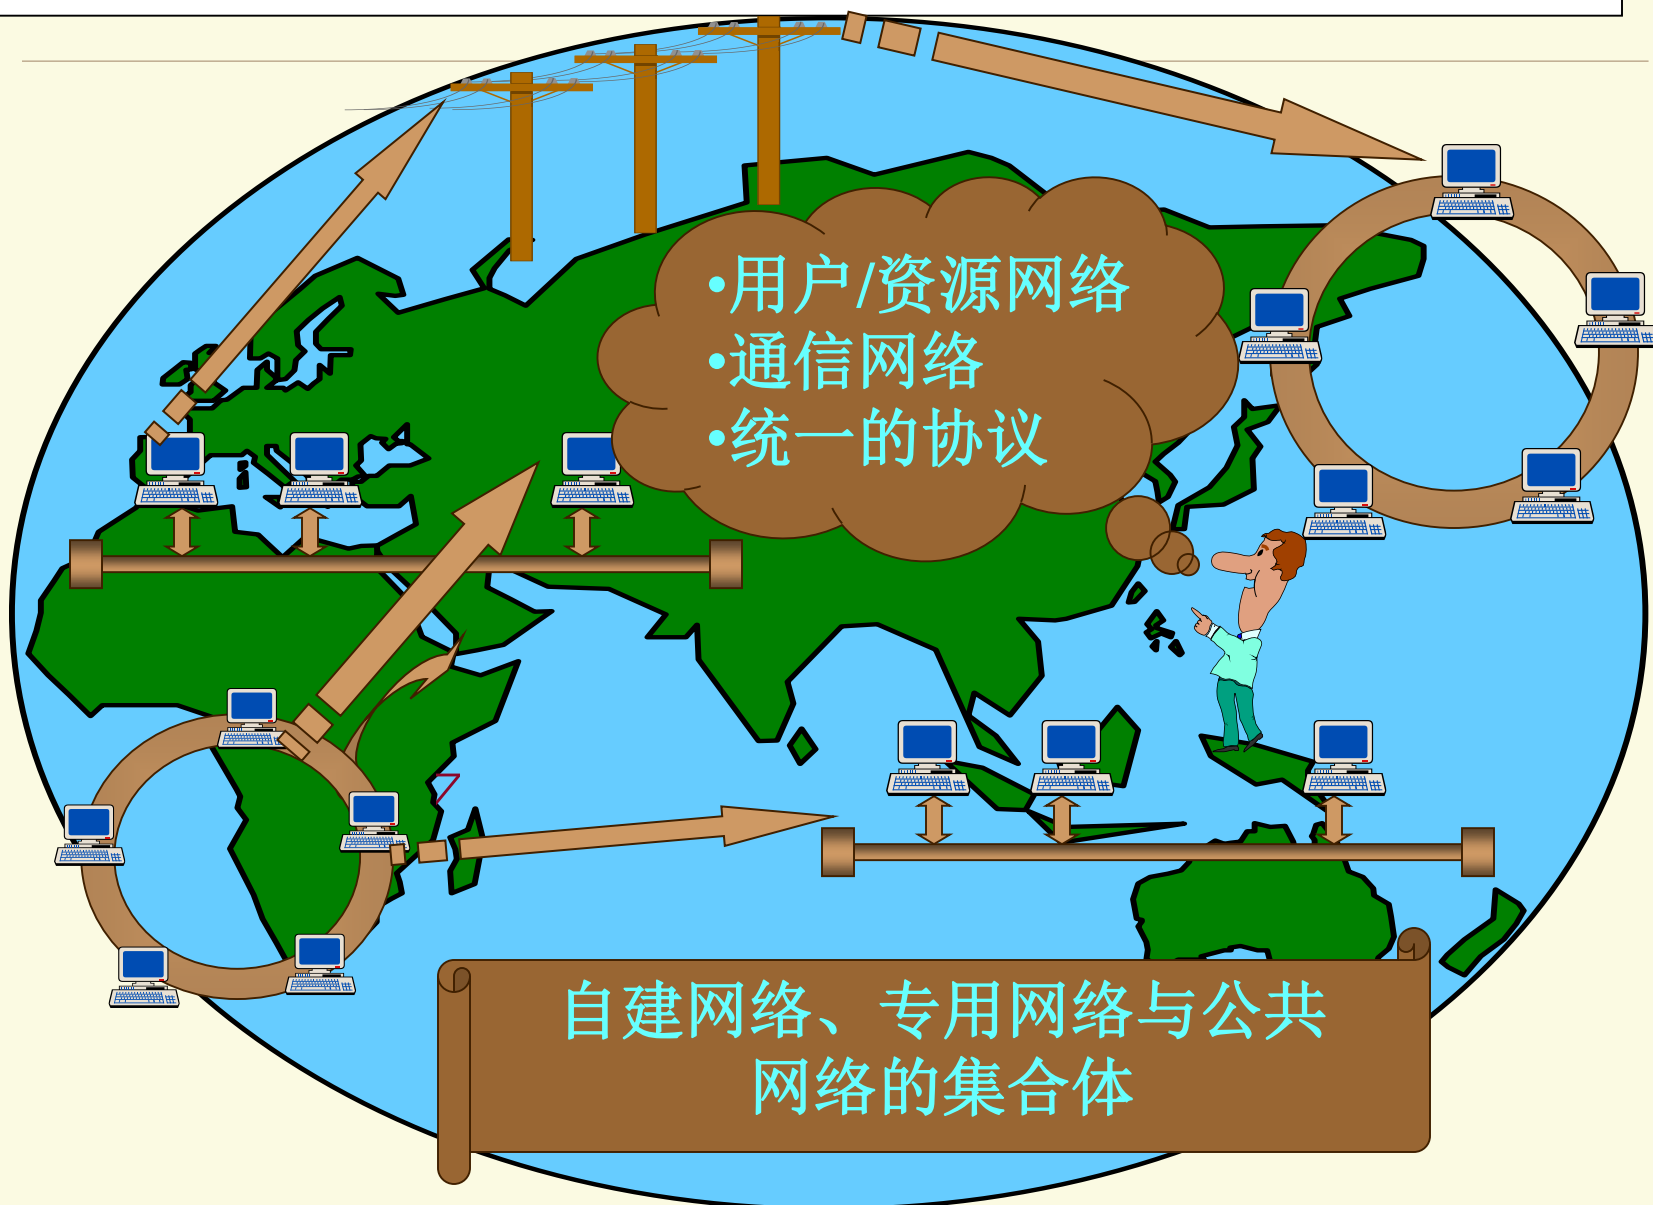 •用户/资源网络
•通信网络
•统一的协议
自建网络、专用网络与公共
网络的集合体